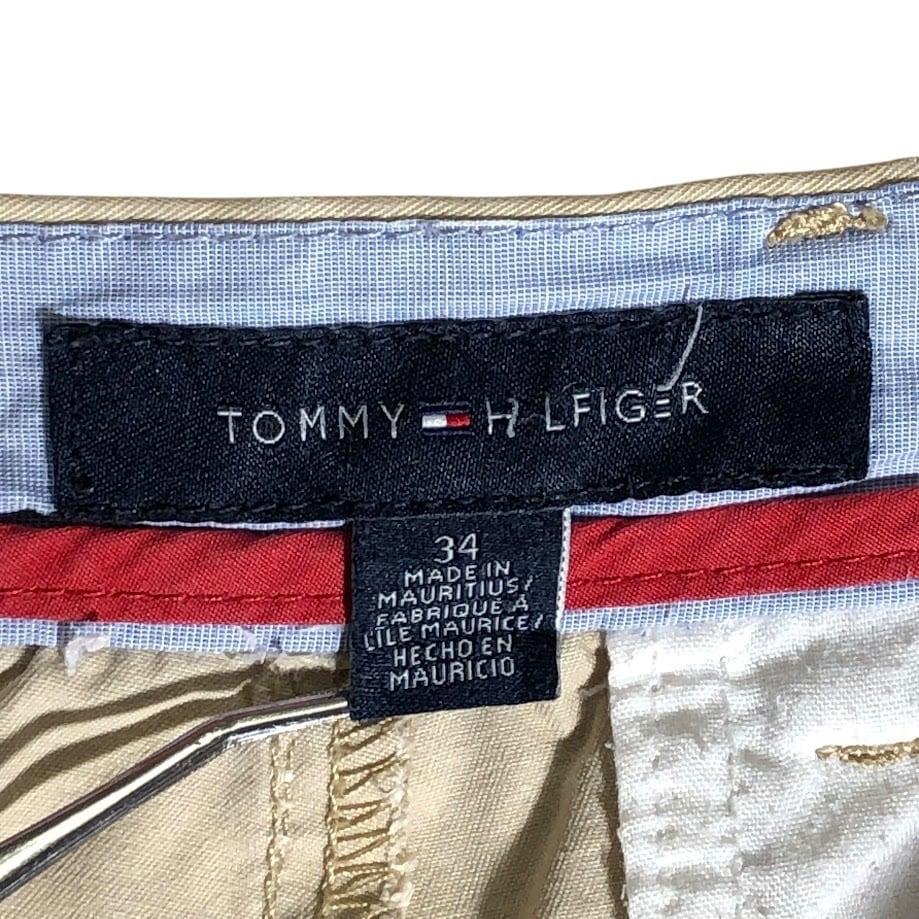 TOMMY H LFIGER
34
MADE IN
MAURITIUS/
FABRIQUE À
L'ILE MAURICE/
HECHO EN
MAURICIO